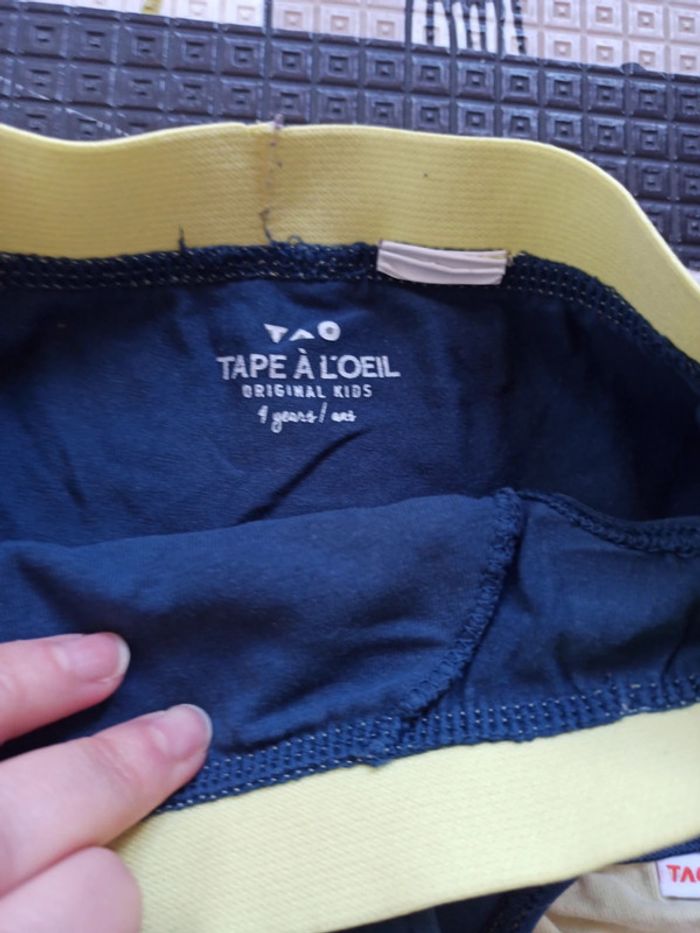 TAO
TAPE À L'OEIL
ORIGINAL KIDS
4 years / ans
TAO